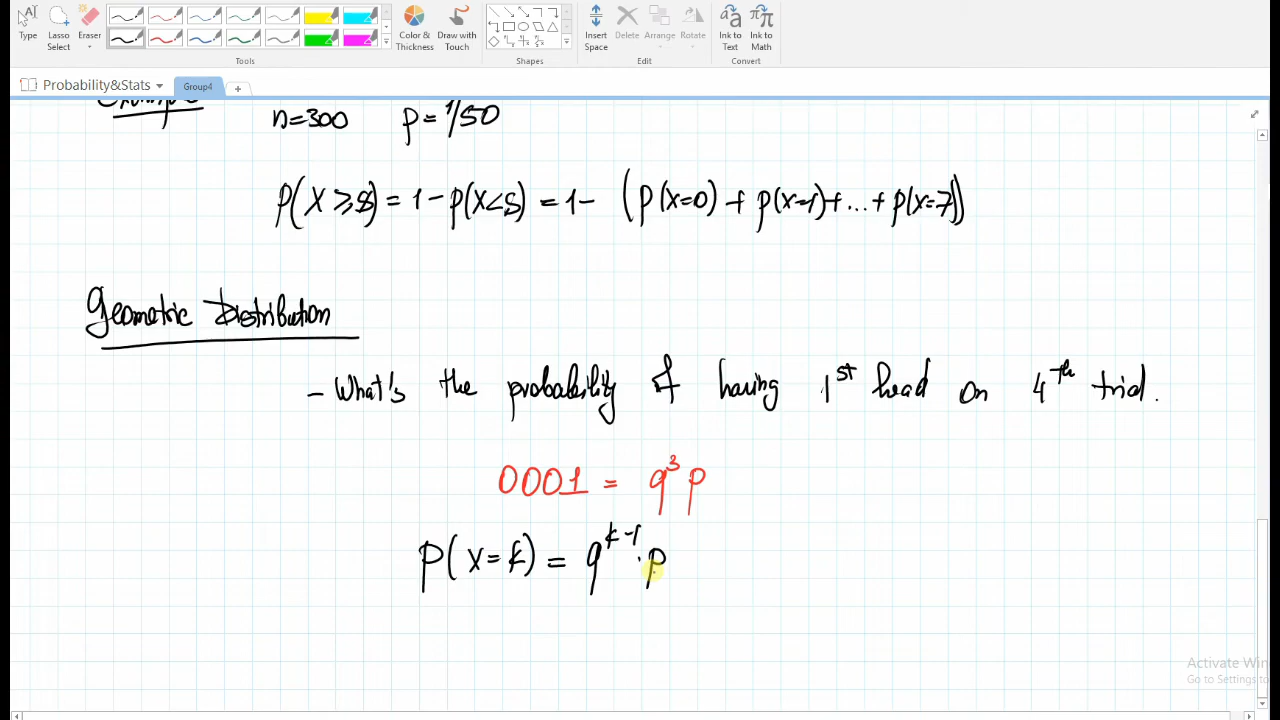 Type
Lasso Select
Eraser
Color & Thickness
Draw with Touch
Insert Space
Delete
Arrange
Rotate
Ink to Text
Ink to Math
Tools
Shapes
Edit
Convert
Probability&Stats
Group4
Example
n=300 p=1/50
P(X≥8)=1-p(X<8)=1-(p(x=0)+p(x=1)+...+p(x=7))
Geometric Distribution
- What's the probability of having 1st head on 4th trial.
0001 = q³p
P(x=k)=q^(k-1).p
Activate Win
Go to Settings to